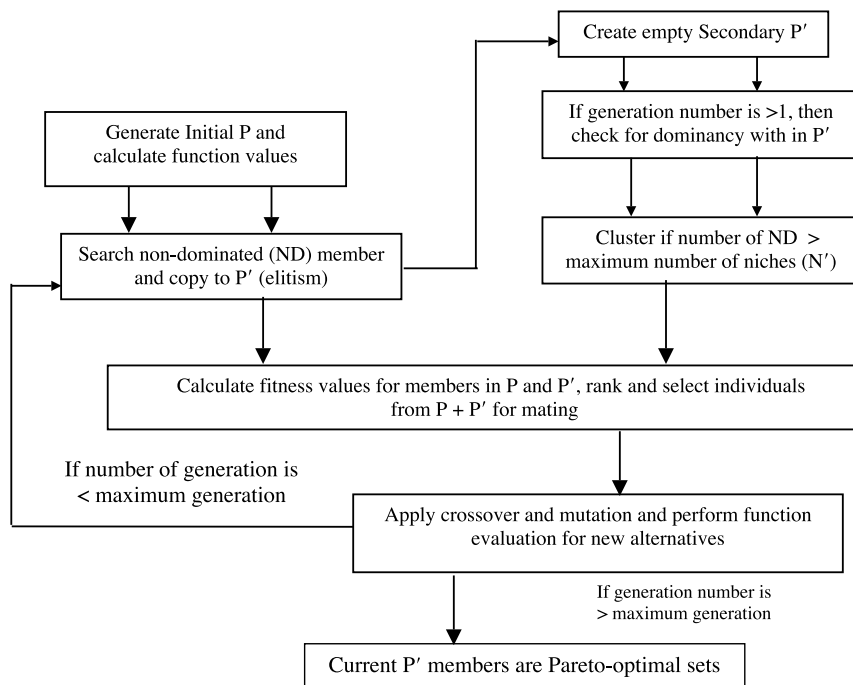 Create empty Secondary P′
Generate Initial P and
calculate function values
If generation number is >1, then
check for dominancy with in P′
Search non-dominated (ND) member
and copy to P′ (elitism)
Cluster if number of ND >
maximum number of niches (N′)
Calculate fitness values for members in P and P′, rank and select individuals
from P + P′ for mating
If number of generation is
< maximum generation
Apply crossover and mutation and perform function
evaluation for new alternatives
If generation number is
> maximum generation
Current P′ members are Pareto-optimal sets